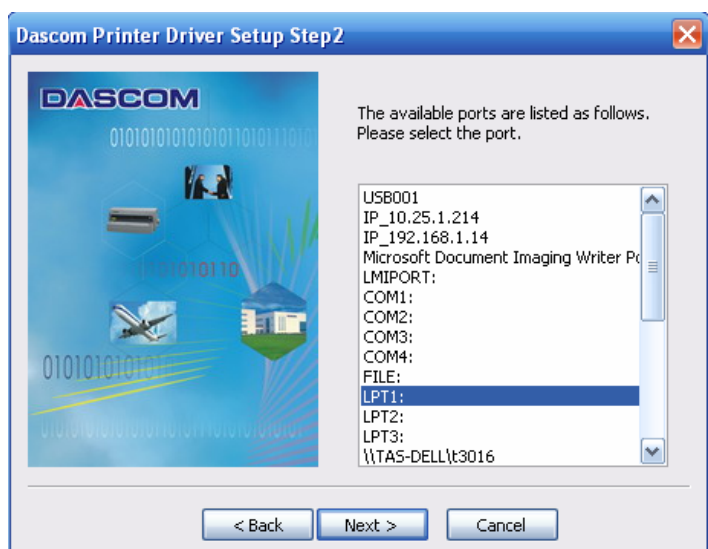 Dascom Printer Driver Setup Step2
DASCOM
The available ports are listed as follows.
Please select the port.
0101010101010101101011101
USB001
IP_10.25.1.214
IP_192.168.1.14
Microsoft Document Imaging Writer
LMIPORT:
COM1:
COM2:
COM3:
COM4:
FILE:
LPT1:
LPT2:
LPT3:
\\TAS-DELL\t3016
< Back
Next >
Cancel